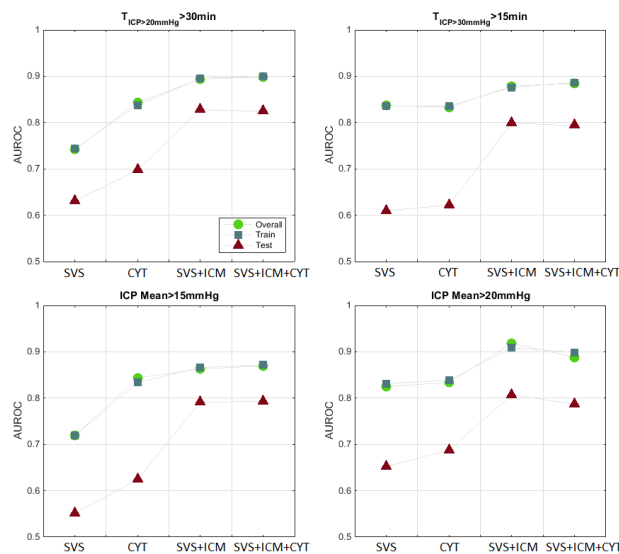 T_ICP>20mmHg >30min
AUROC
1
0.9
0.8
0.7
0.6
0.5
SVS CYT SVS+ICM SVS+ICM+CYT
Overall
Train
Test
T_ICP>30mmHg >15min
AUROC
1
0.9
0.8
0.7
0.6
0.5
SVS CYT SVS+ICM SVS+ICM+CYT
ICP Mean>15mmHg
AUROC
1
0.9
0.8
0.7
0.6
0.5
SVS CYT SVS+ICM SVS+ICM+CYT
ICP Mean>20mmHg
AUROC
1
0.9
0.8
0.7
0.6
0.5
SVS CYT SVS+ICM SVS+ICM+CYT